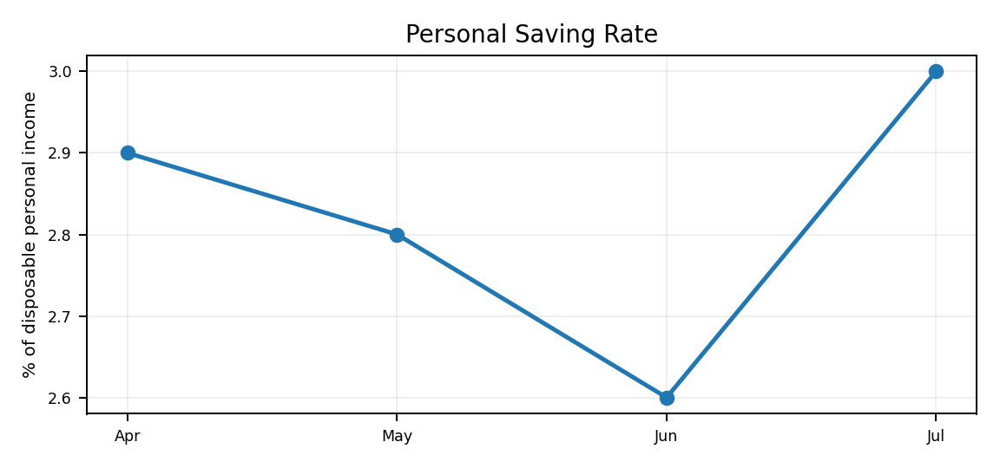 Personal Saving Rate
% of disposable personal income
3.0
2.9
2.8
2.7
2.6
Apr May Jun Jul